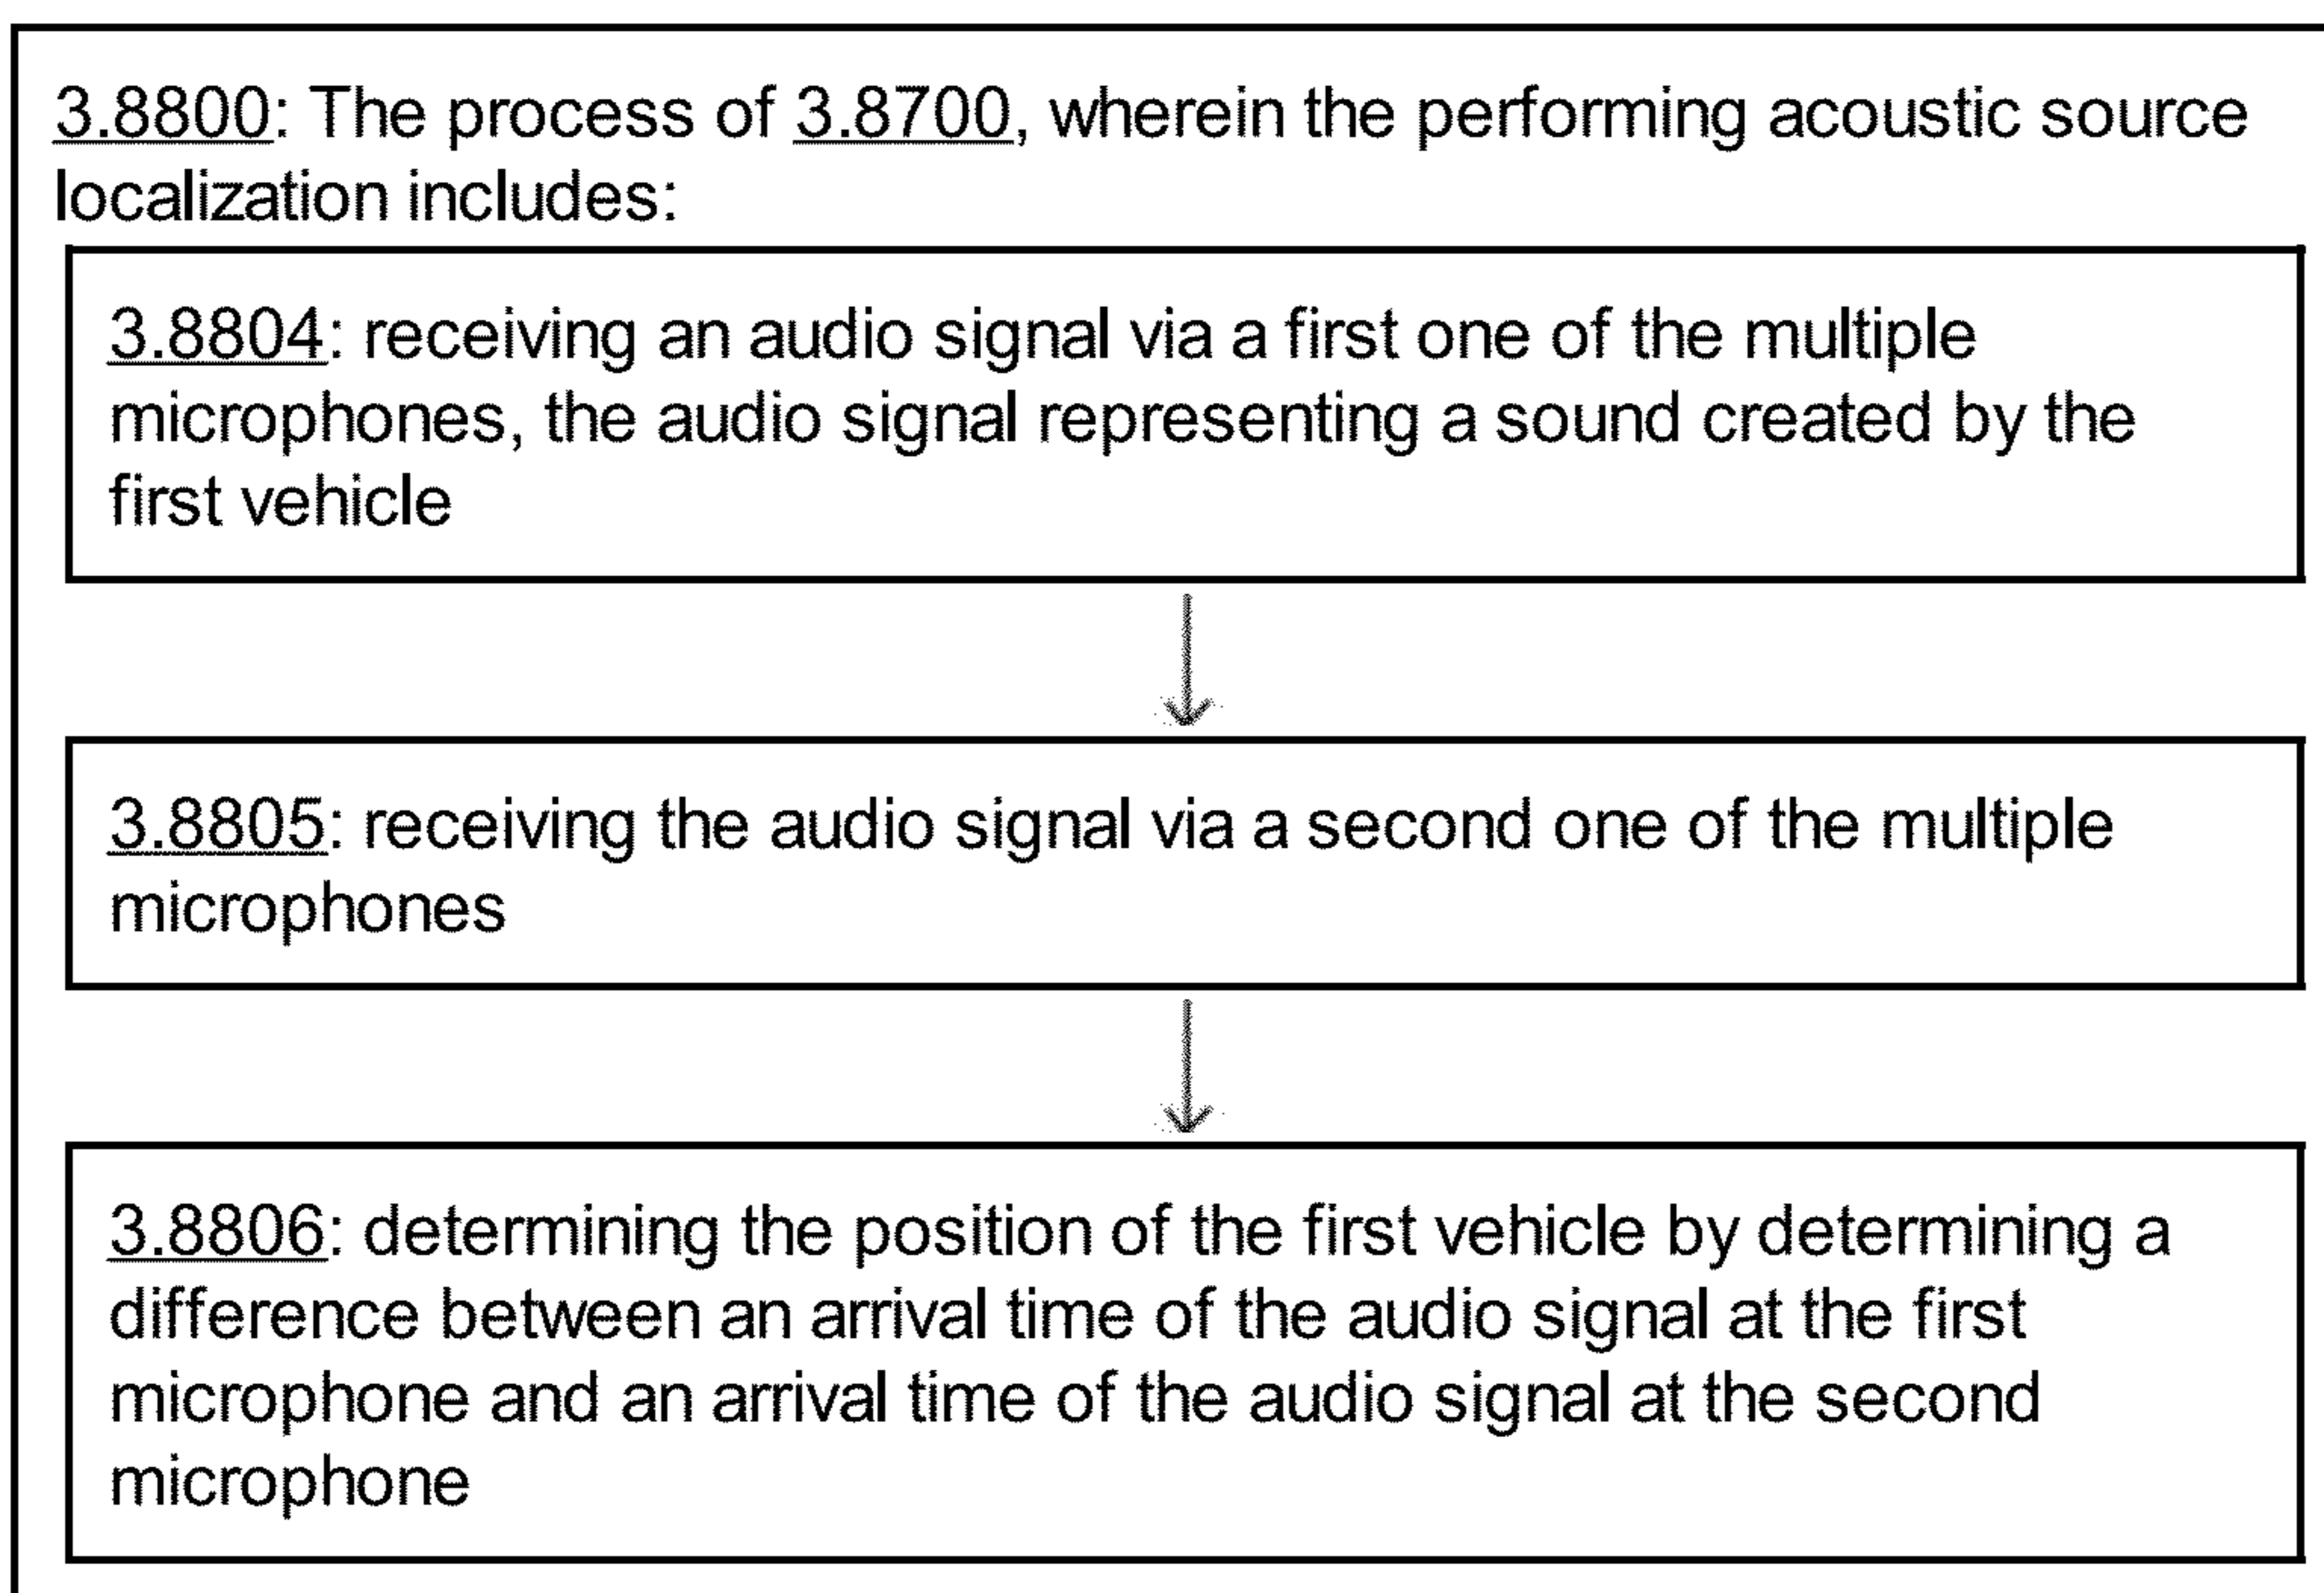 3.8800: The process of 3.8700, wherein the performing acoustic source
localization includes:
3.8804: receiving an audio signal via a first one of the multiple
microphones, the audio signal representing a sound created by the
first vehicle
3.8805: receiving the audio signal via a second one of the multiple
microphones
3.8806: determining the position of the first vehicle by determining a
difference between an arrival time of the audio signal at the first
microphone and an arrival time of the audio signal at the second
microphone